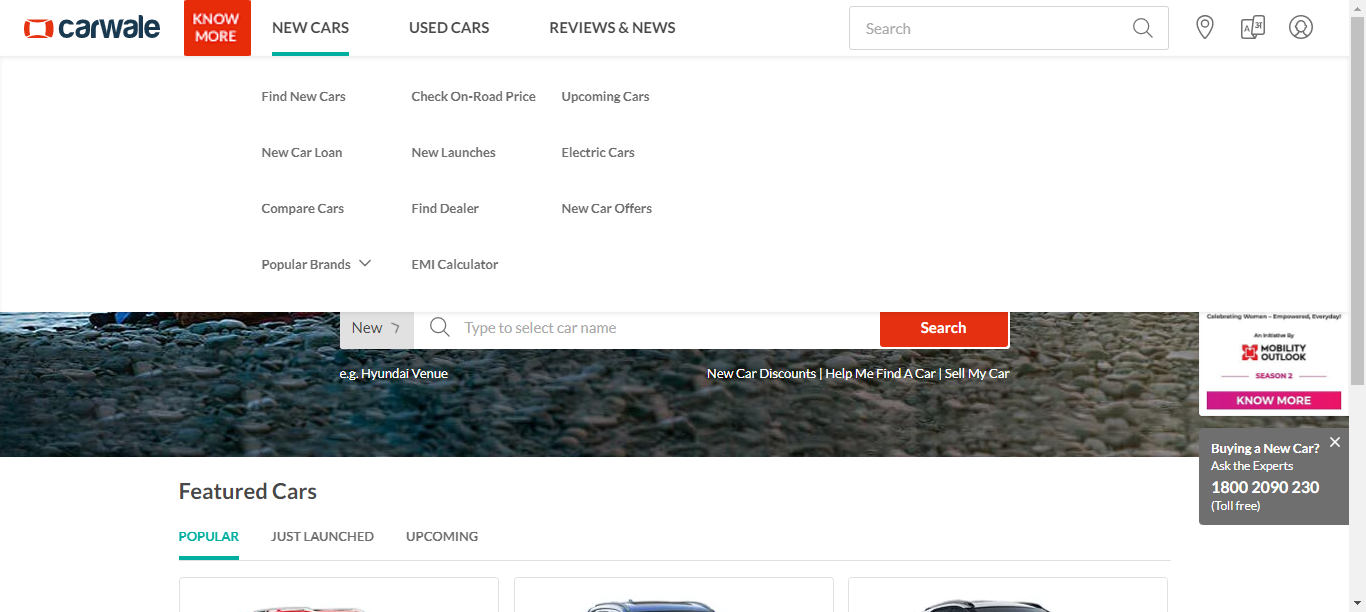 carwale
KNOW
MORE
NEW CARS
USED CARS
REVIEWS & NEWS
Search
Find New Cars
Check On-Road Price
Upcoming Cars
New Car Loan
New Launches
Electric Cars
Compare Cars
Find Dealer
New Car Offers
Popular Brands
EMI Calculator
New
Type to select car name
Search
e.g. Hyundai Venue
New Car Discounts | Help Me Find A Car | Sell My Car
Celebrating Women – Empowered, Everyday!
An Initiative By
MOBILITY
OUTLOOK
SEASON 2
KNOW MORE
Buying a New Car?
Ask the Experts
1800 2090 230
(Toll free)
Featured Cars
POPULAR
JUST LAUNCHED
UPCOMING